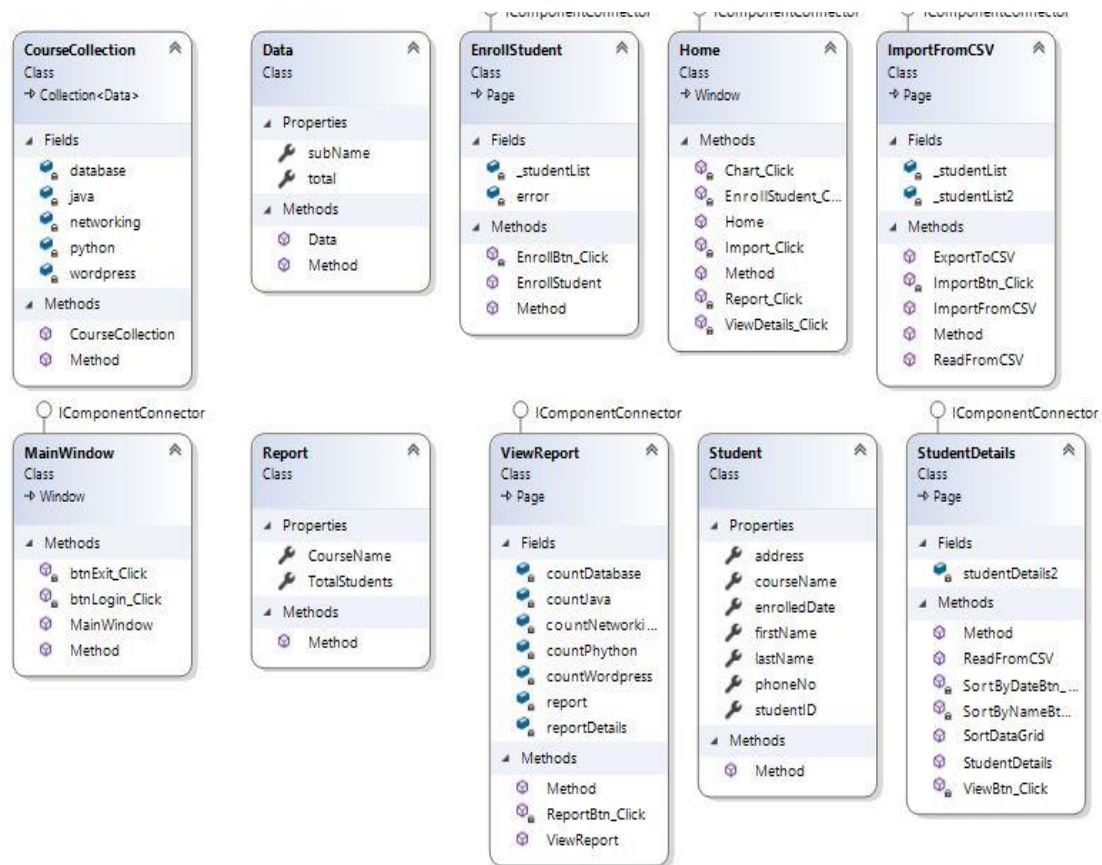 IComponentConnector
IComponentConnector
IComponentConnector
CourseCollection
Class
Collection<Data>
Fields
database
java
networking
python
wordpress
Methods
CourseCollection
Method
Data
Class
Properties
subName
total
Methods
Data
Method
EnrollStudent
Class
Page
Fields
_studentList
error
Methods
EnrollBtn_Click
EnrollStudent
Method
Home
Class
Window
Methods
Chart_Click
EnrollStudent_C...
Home
Import_Click
Method
Report_Click
ViewDetails_Click
ImportFromCSV
Class
Page
Fields
_studentList
_studentList2
Methods
ExportToCSV
ImportBtn_Click
ImportFromCSV
Method
ReadFromCSV
IComponentConnector
MainWindow
Class
Window
Methods
btnExit_Click
btnLogin_Click
MainWindow
Method
Report
Class
Properties
CourseName
TotalStudents
Methods
Method
IComponentConnector
ViewReport
Class
Page
Fields
countDatabase
countJava
countNetworki...
countPhython
countWordpress
report
reportDetails
Methods
Method
ReportBtn_Click
ViewReport
Student
Class
Properties
address
courseName
enrolledDate
firstName
lastName
phoneNo
studentID
Methods
Method
IComponentConnector
StudentDetails
Class
Page
Fields
studentDetails2
Methods
Method
ReadFromCSV
SortByDateBtn_...
SortByNameBt...
SortDataGrid
StudentDetails
ViewBtn_Click